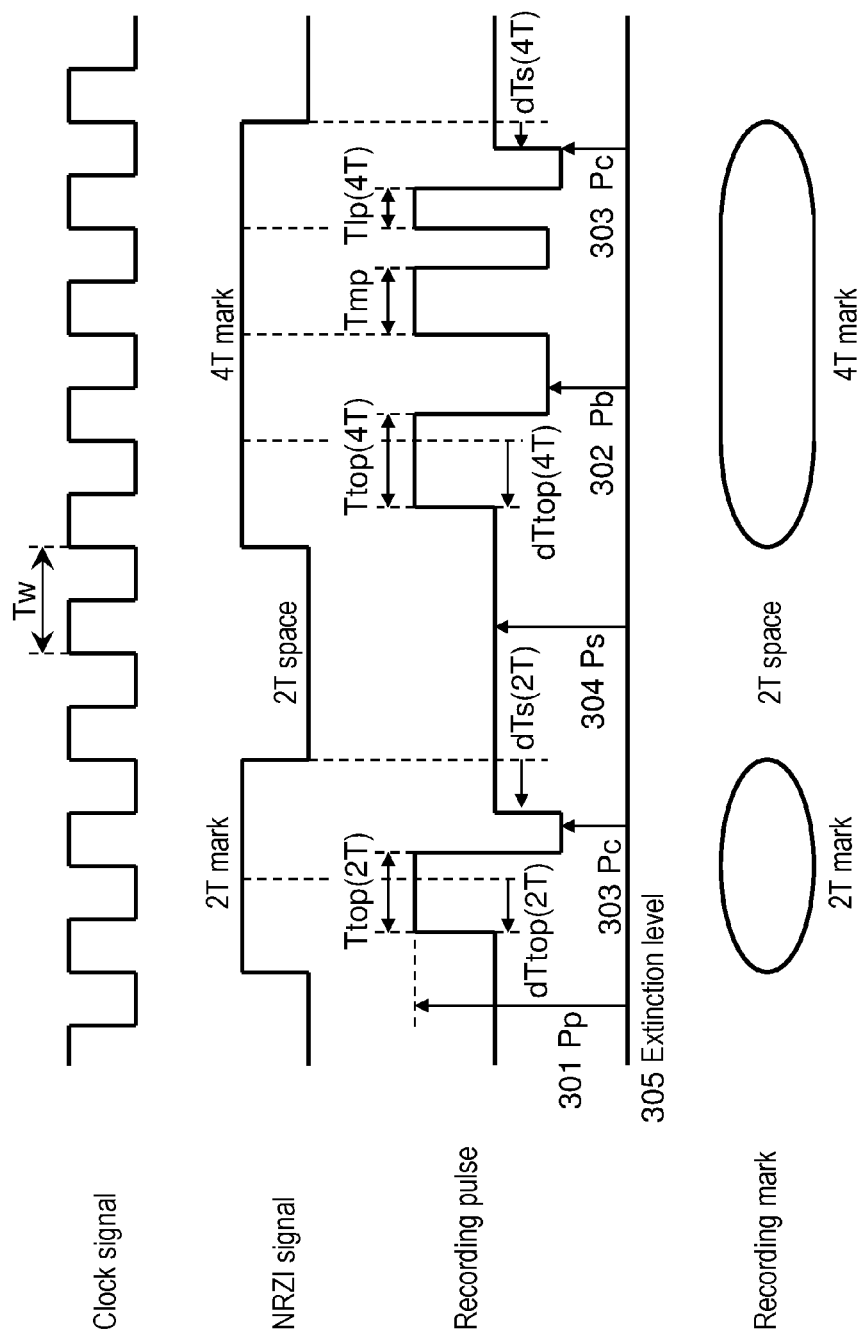 Clock signal
Tw
NRZI signal
2T mark
2T space
4T mark
Recording pulse
Ttop(2T)
dTtop(2T)
dTs(2T)
Ttop(4T)
dTtop(4T)
Tmp
Tlp(4T)
dTs(4T)
301 Pp
303 Pc
304 Ps
302 Pb
303 Pc
305 Extinction level
Recording mark
2T mark
2T space
4T mark